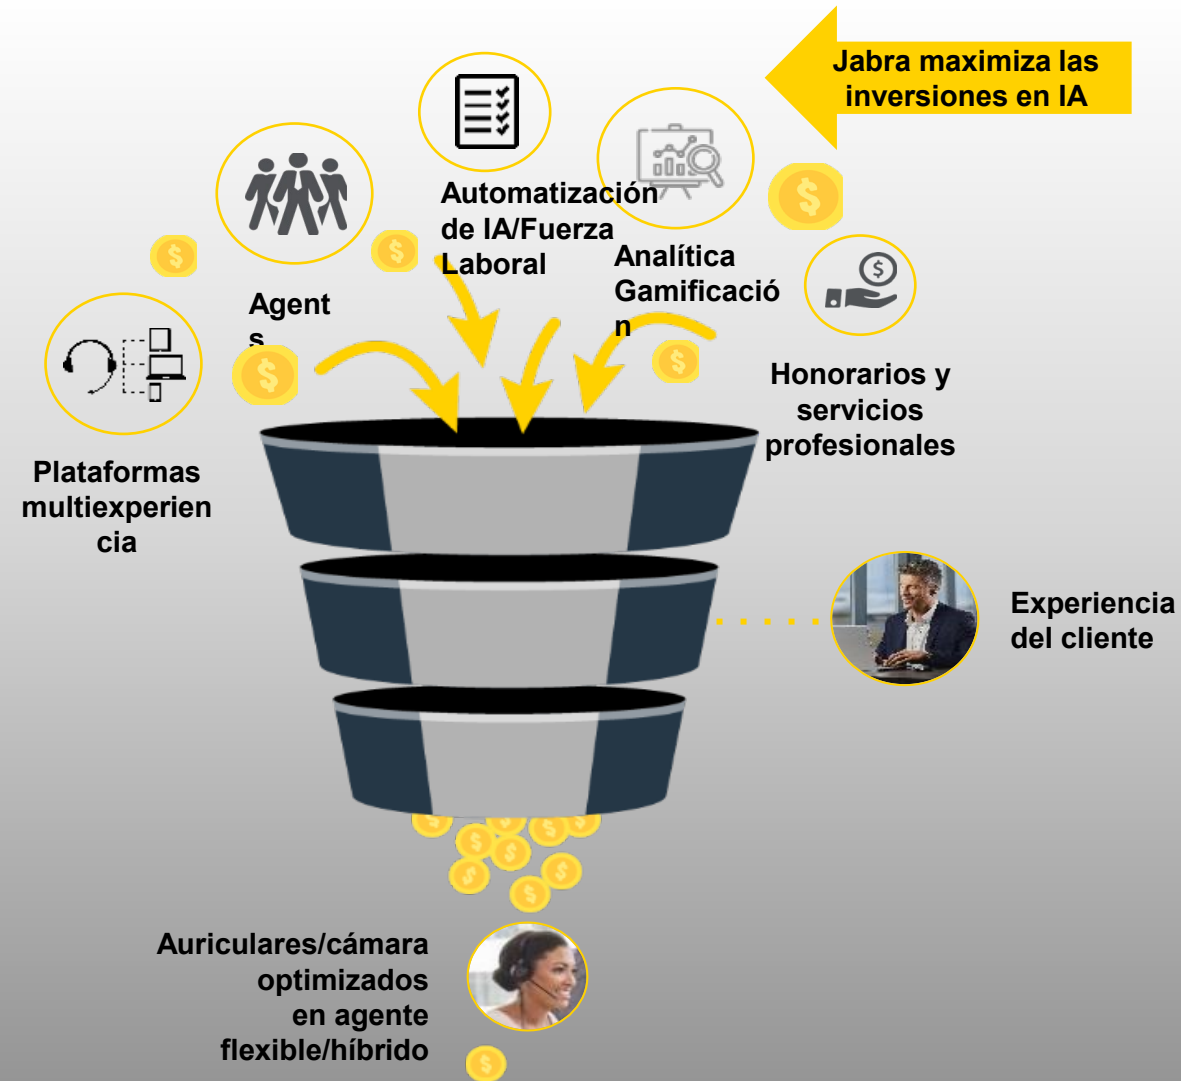 Jabra maximiza las
inversiones en IA
Automatización
de IA/Fuerza
Laboral
Analítica
Gamificació
n
Agent
s
Honorarios y
servicios
profesionales
Plataformas
multiexperien
cia
Experiencia
del cliente
Auriculares/cámara
optimizados
en agente
flexible/híbrido